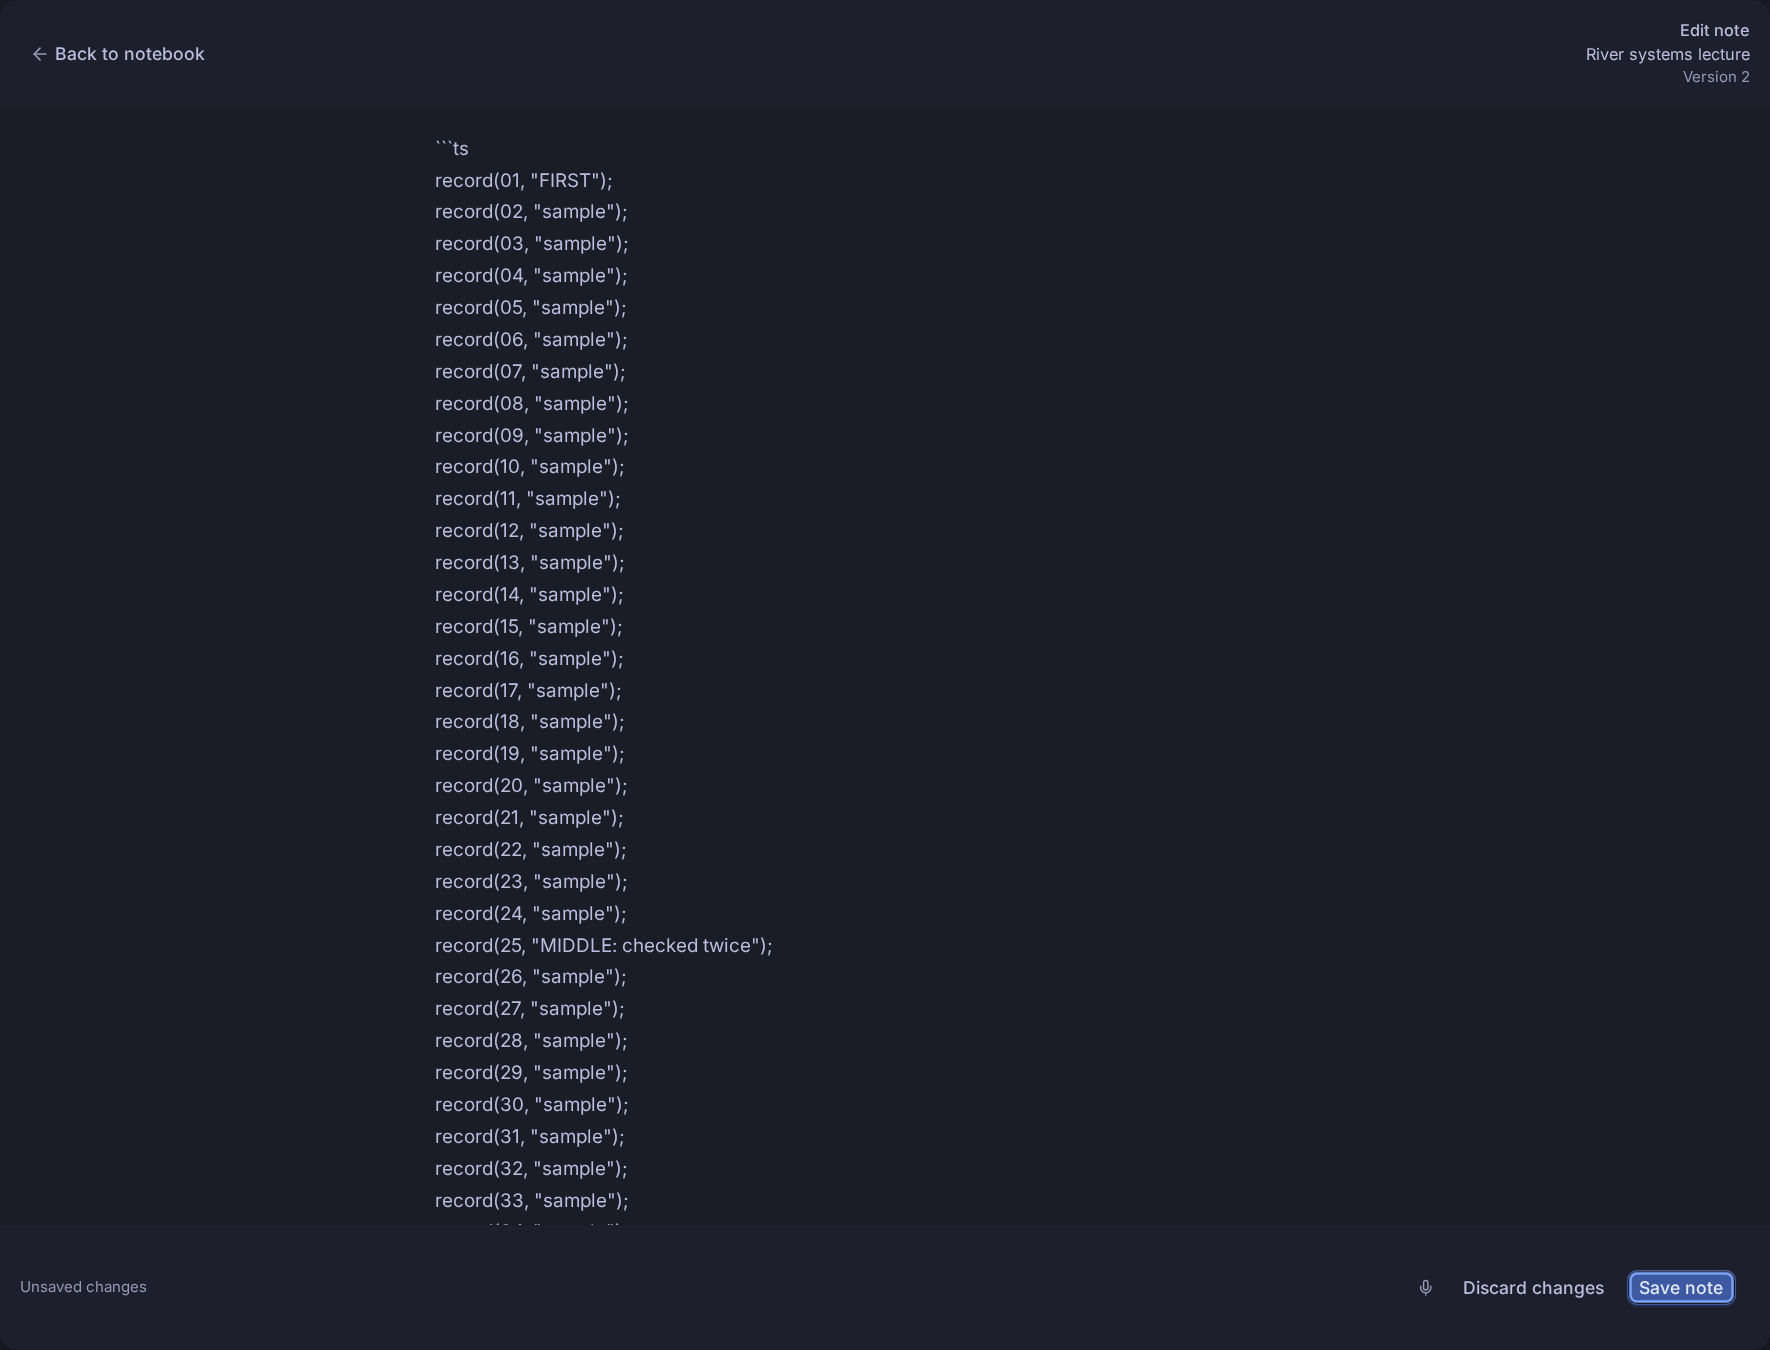 Back to notebook
Edit note
River systems lecture
Version 2
```ts
record(01, "FIRST");
record(02, "sample");
record(03, "sample");
record(04, "sample");
record(05, "sample");
record(06, "sample");
record(07, "sample");
record(08, "sample");
record(09, "sample");
record(10, "sample");
record(11, "sample");
record(12, "sample");
record(13, "sample");
record(14, "sample");
record(15, "sample");
record(16, "sample");
record(17, "sample");
record(18, "sample");
record(19, "sample");
record(20, "sample");
record(21, "sample");
record(22, "sample");
record(23, "sample");
record(24, "sample");
record(25, "MIDDLE: checked twice");
record(26, "sample");
record(27, "sample");
record(28, "sample");
record(29, "sample");
record(30, "sample");
record(31, "sample");
record(32, "sample");
record(33, "sample");
Unsaved changes
Discard changes
Save note